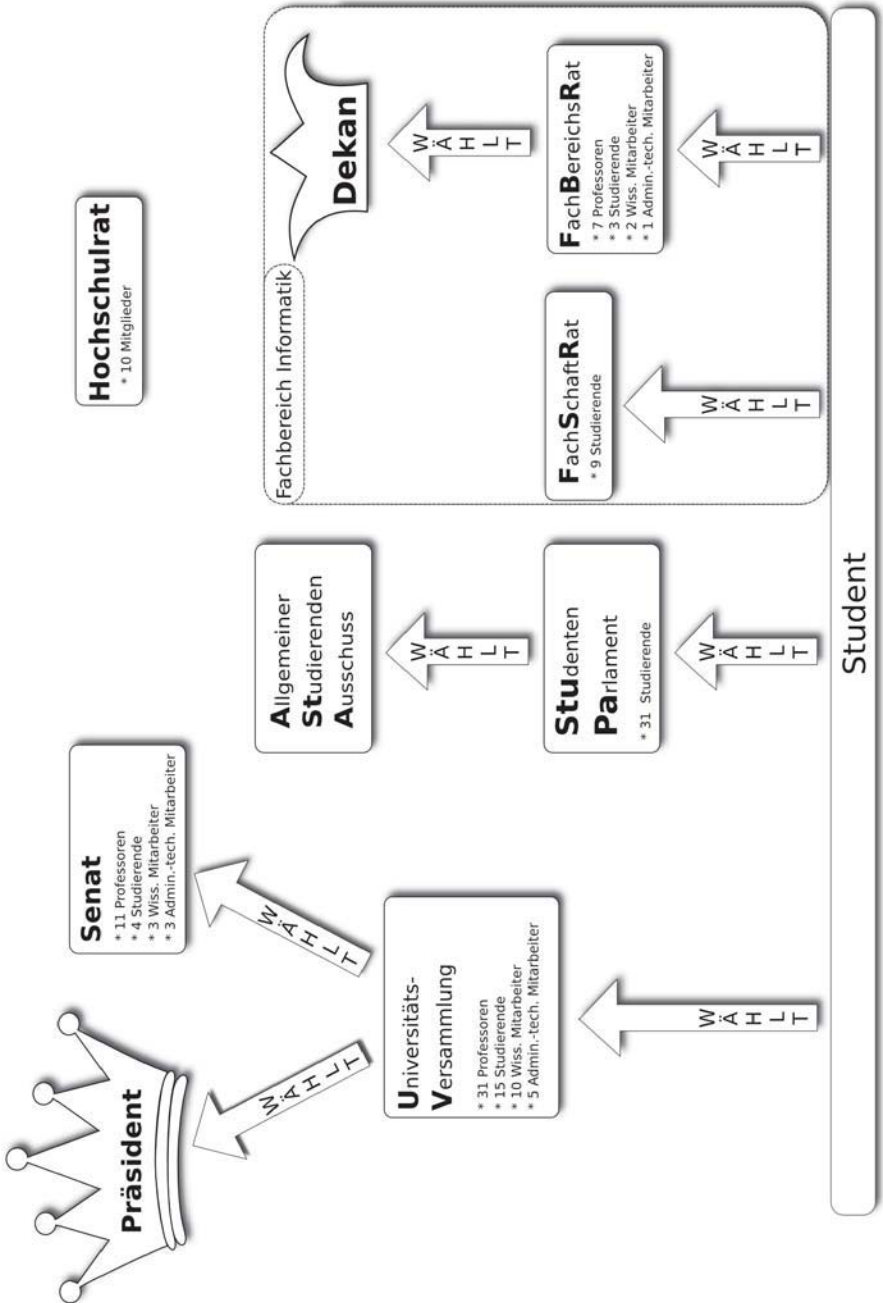 Präsident
Senat
* 11 Professoren
* 4 Studierende
* 3 Wiss. Mitarbeiter
* 3 Admin.-tech. Mitarbeiter
Hochschulrat
* 10 Mitglieder
WÄHLT
WÄHLT
Allgemeiner
Studierenden
Ausschuss
Fachbereich Informatik
Dekan
WÄHLT
WÄHLT
Universitäts-
Versammlung
* 31 Professoren
* 15 Studierende
* 10 Wiss. Mitarbeiter
* 5 Admin.-tech. Mitarbeiter
Studenten
Parlament
* 31 Studierende
FachSchaftRat
* 9 Studierende
FachBereichsRat
* 7 Professoren
* 3 Studierende
* 2 Wiss. Mitarbeiter
* 1 Admin.-tech. Mitarbeiter
WÄHLT
WÄHLT
WÄHLT
WÄHLT
Student